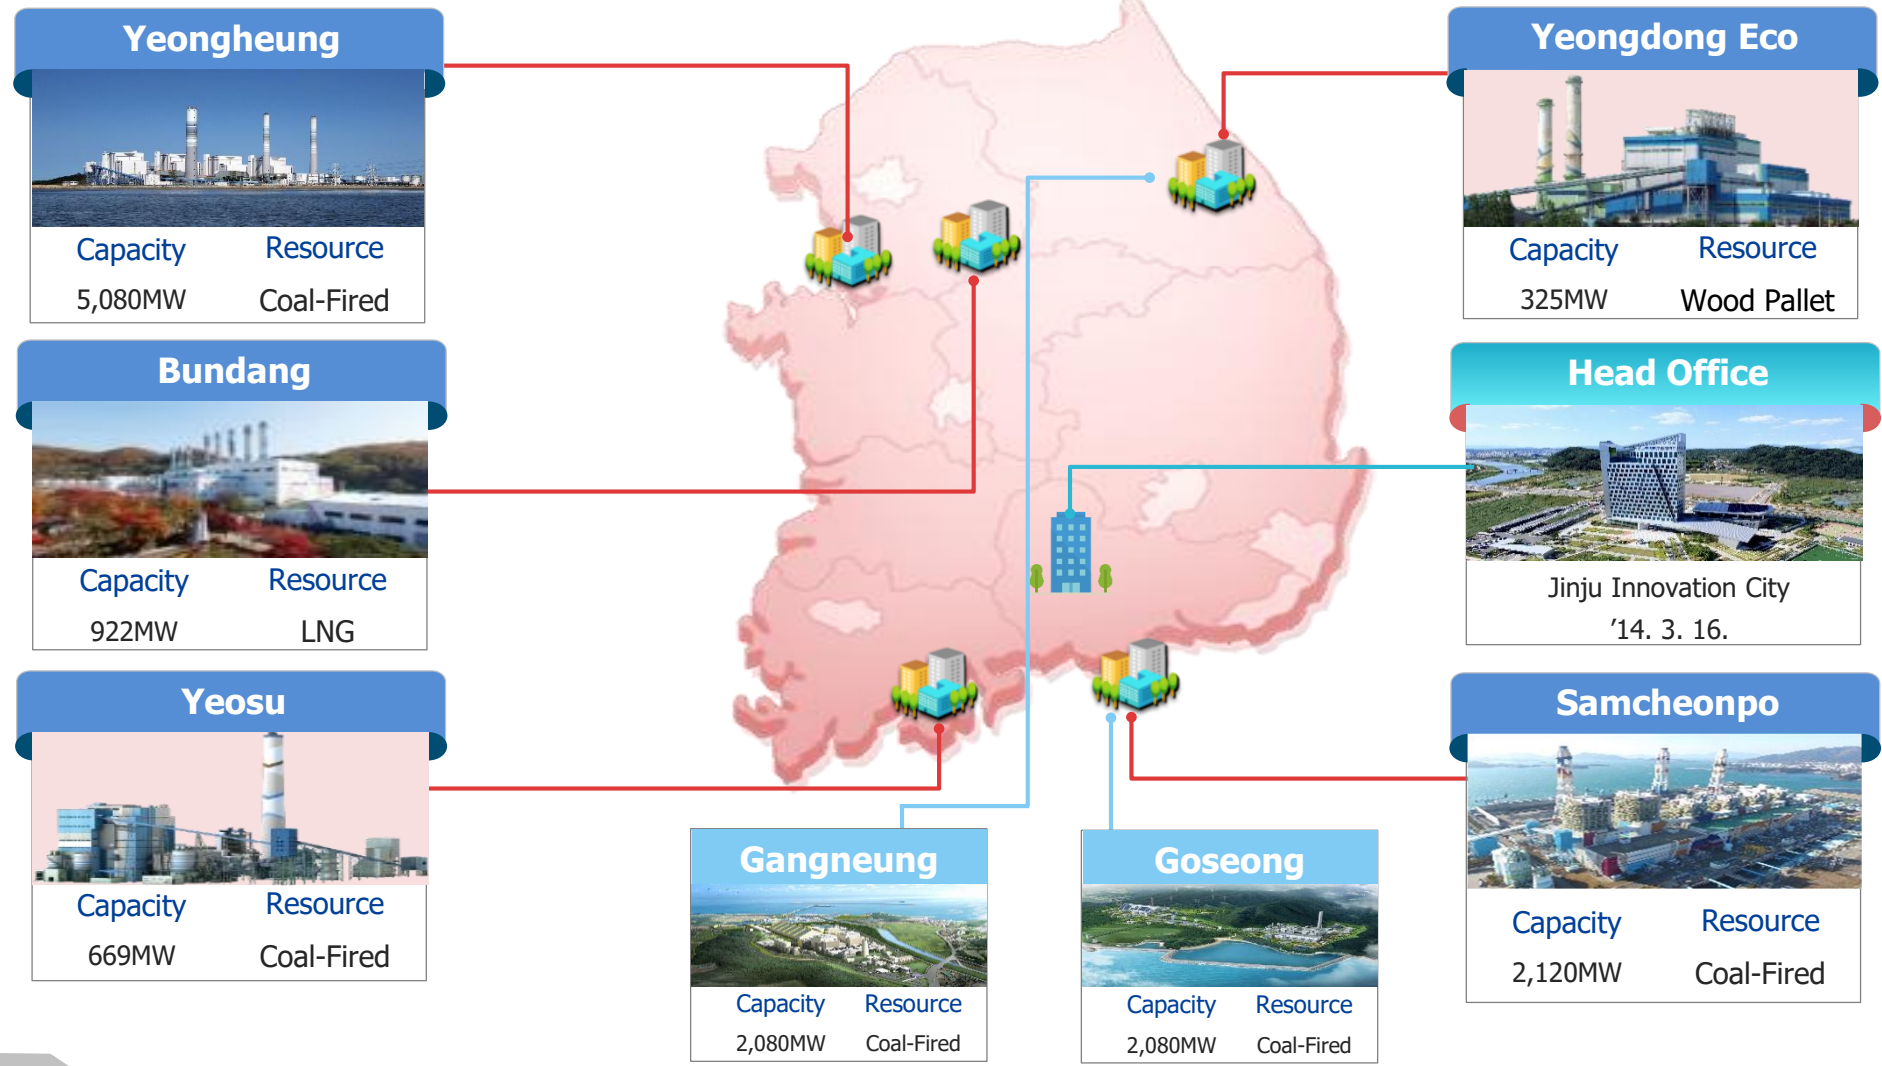 Yeongheung
Capacity Resource
5,080MW Coal-Fired
Bundang
Capacity Resource
922MW LNG
Yeosu
Capacity Resource
669MW Coal-Fired
Gangneung
Capacity Resource
2,080MW Coal-Fired
Goseong
Capacity Resource
2,080MW Coal-Fired
Yeongdong Eco
Capacity Resource
325MW Wood Pallet
Head Office
Jinju Innovation City
’14. 3. 16.
Samcheonpo
Capacity Resource
2,120MW Coal-Fired